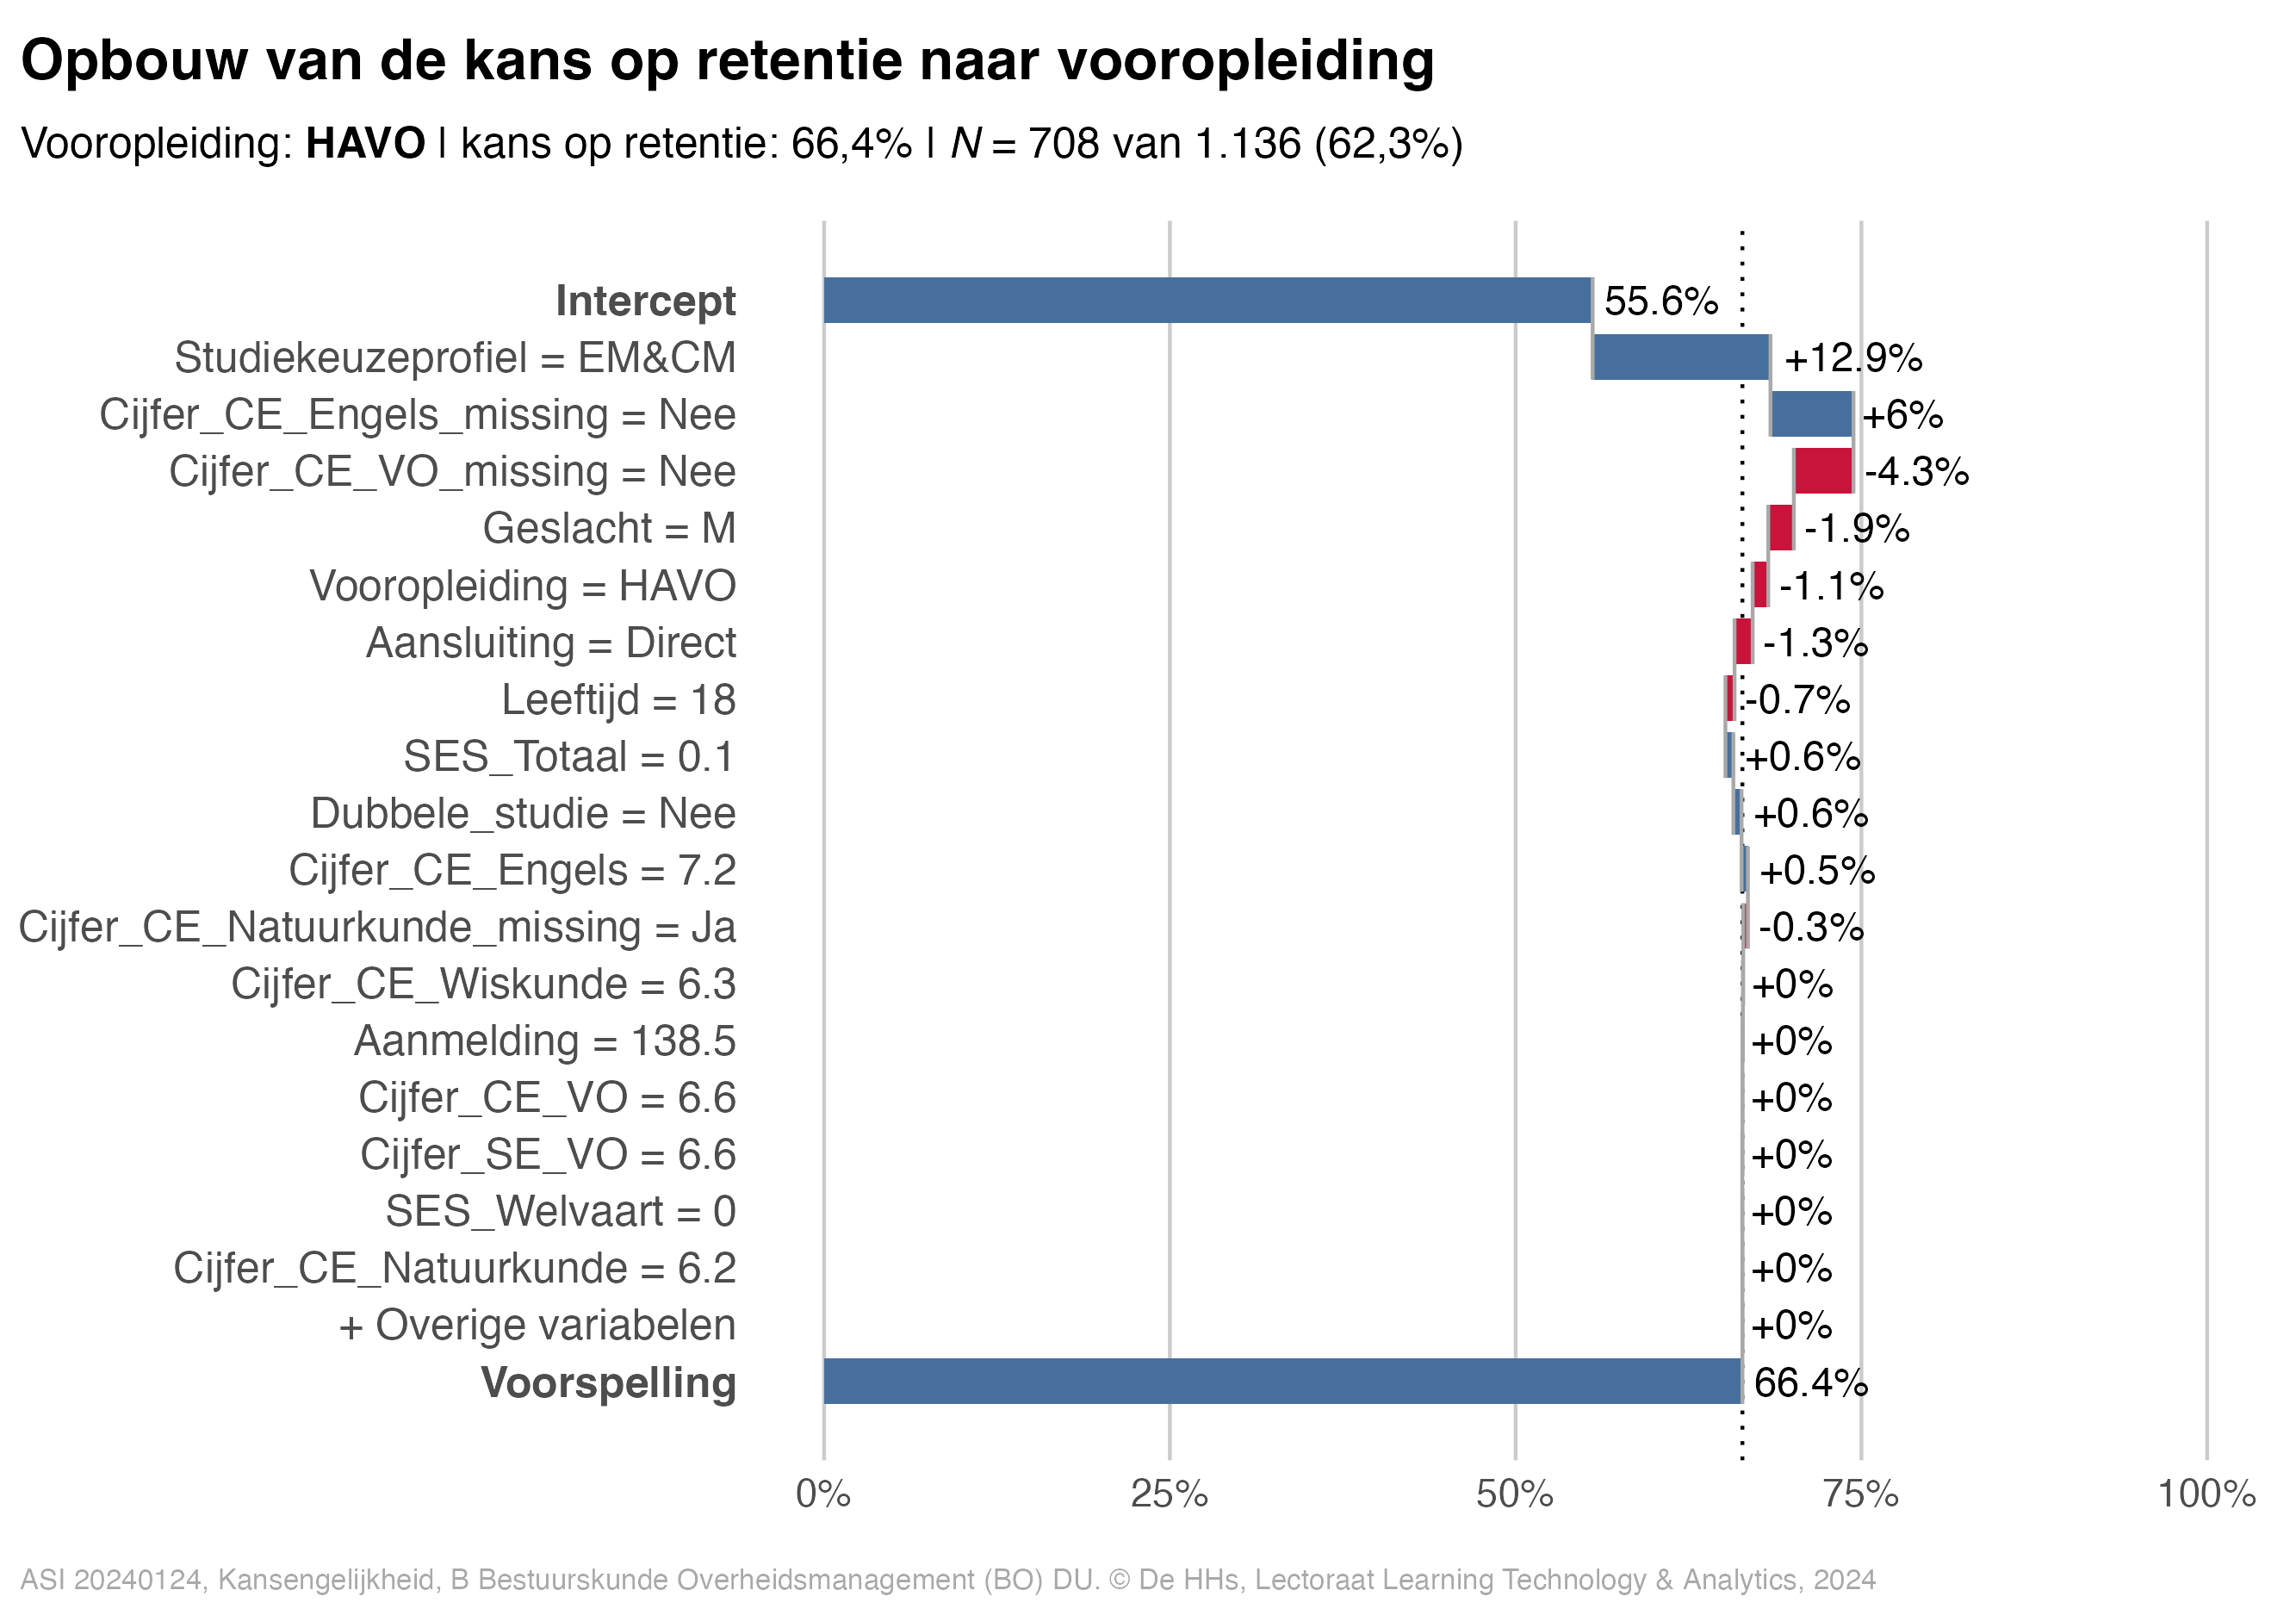 Opbouw van de kans op retentie naar vooropleiding
Vooropleiding: HAVO | kans op retentie: 66,4% | N = 708 van 1.136 (62,3%)
Intercept 55.6%
Studiekeuzeprofiel = EM&CM +12.9%
Cijfer_CE_Engels_missing = Nee +6%
Cijfer_CE_VO_missing = Nee -4.3%
Geslacht = M -1.9%
Vooropleiding = HAVO -1.1%
Aansluiting = Direct -1.3%
Leeftijd = 18 -0.7%
SES_Totaal = 0.1 +0.6%
Dubbele_studie = Nee +0.6%
Cijfer_CE_Engels = 7.2 +0.5%
Cijfer_CE_Natuurkunde_missing = Ja -0.3%
Cijfer_CE_Wiskunde = 6.3 +0%
Aanmelding = 138.5 +0%
Cijfer_CE_VO = 6.6 +0%
Cijfer_SE_VO = 6.6 +0%
SES_Welvaart = 0 +0%
Cijfer_CE_Natuurkunde = 6.2 +0%
+ Overige variabelen +0%
Voorspelling 66.4%
0% 25% 50% 75% 100%
ASI 20240124, Kansengelijkheid, B Bestuurskunde Overheidsmanagement (BO) DU. © De HHs, Lectoraat Learning Technology & Analytics, 2024